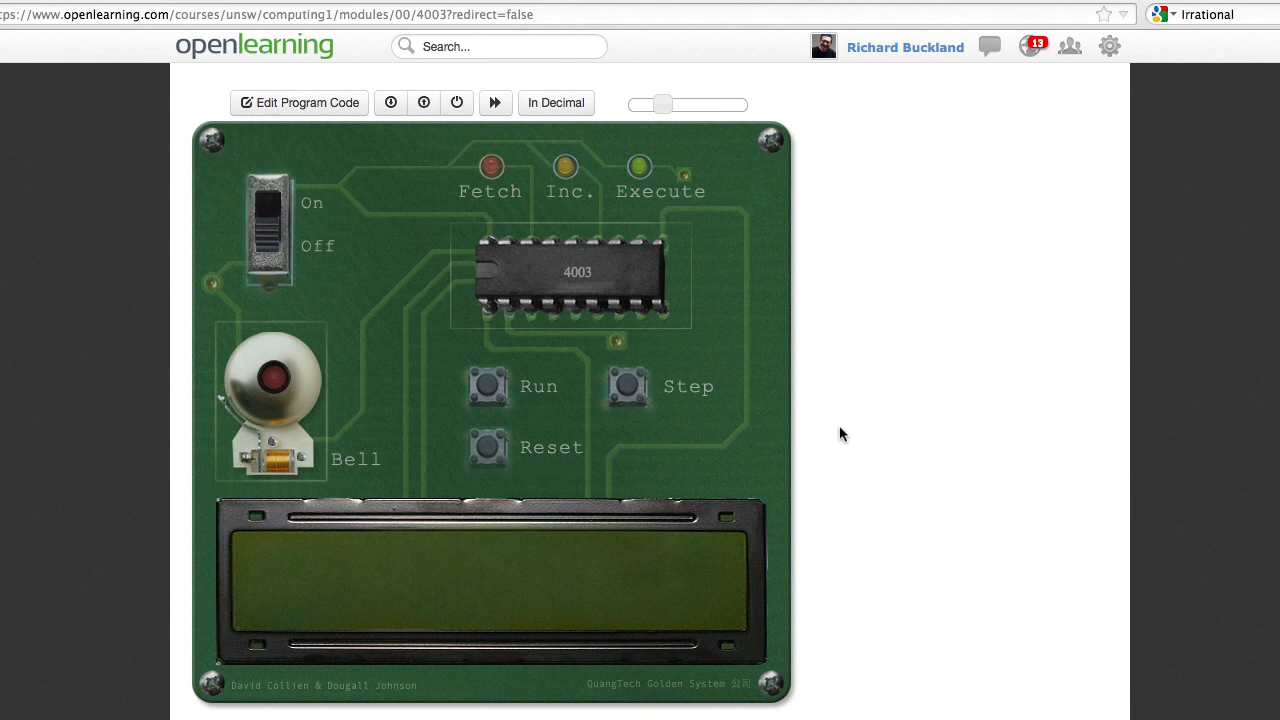 ps://www.openlearning.com/courses/unsw/computing1/modules/00/4003?redirect=false
Irrational
openlearning
Search...
Richard Buckland
13
Edit Program Code
In Decimal
Fetch
Inc.
Execute
On
Off
4003
Run
Step
Reset
Bell
David Collien & Dougall Johnson
QuangTech Golden System 公司